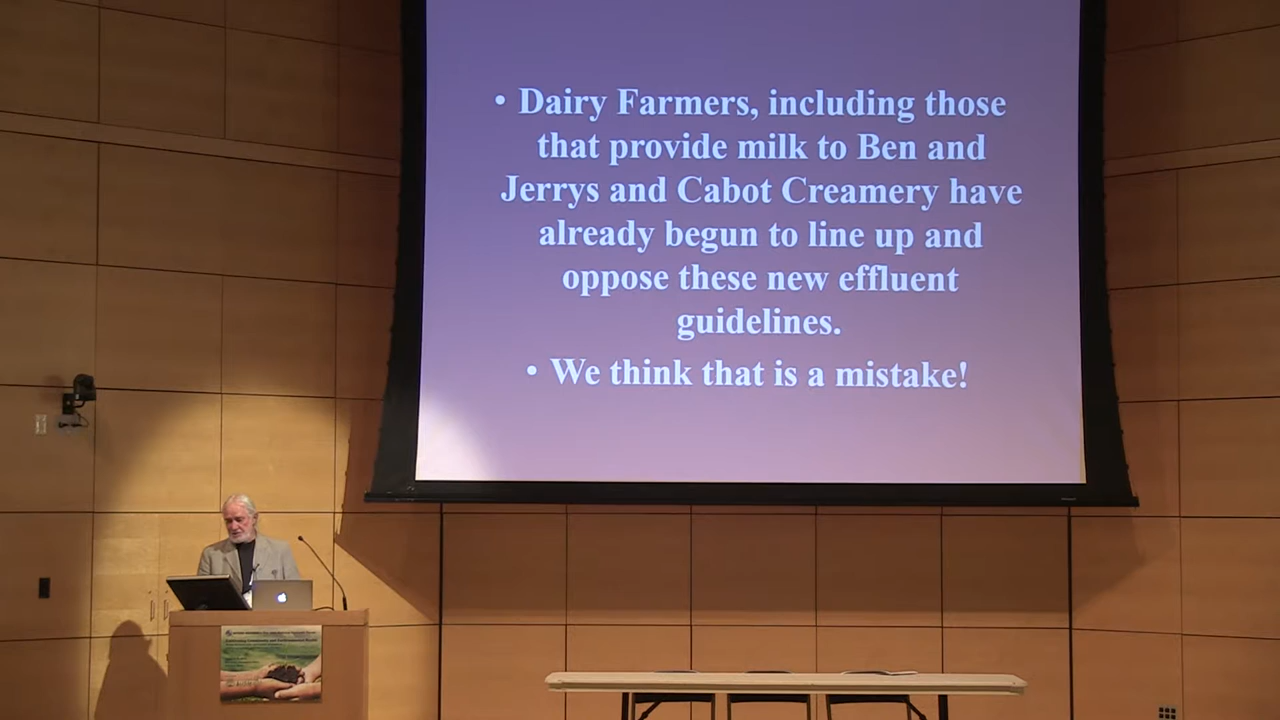 • Dairy Farmers, including those
that provide milk to Ben and
Jerrys and Cabot Creamery have
already begun to line up and
oppose these new effluent
guidelines.
• We think that is a mistake!